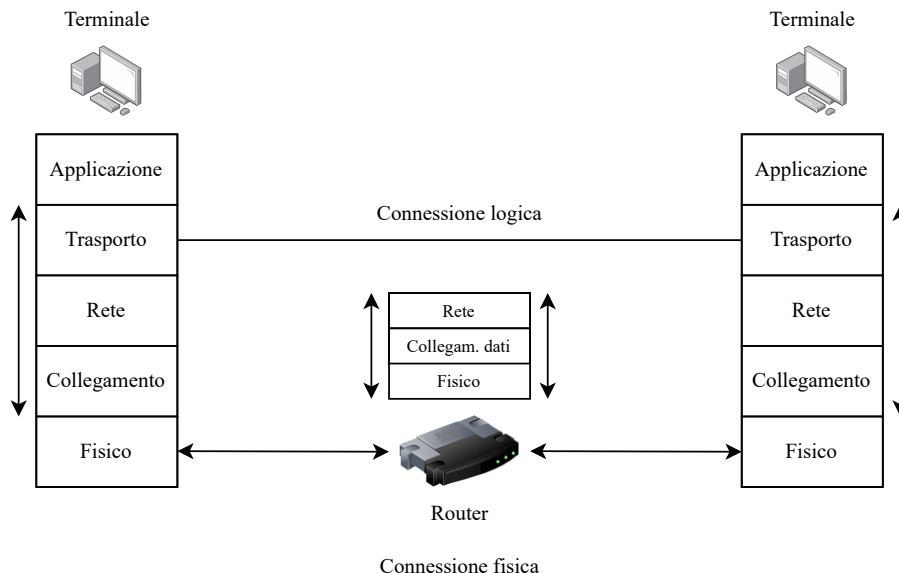 Terminale
Terminale
Applicazione
Applicazione
Connessione logica
Trasporto
Trasporto
Rete
Rete
Rete
Collegam. dati
Collegamento
Collegamento
Fisico
Fisico
Fisico
Router
Connessione fisica